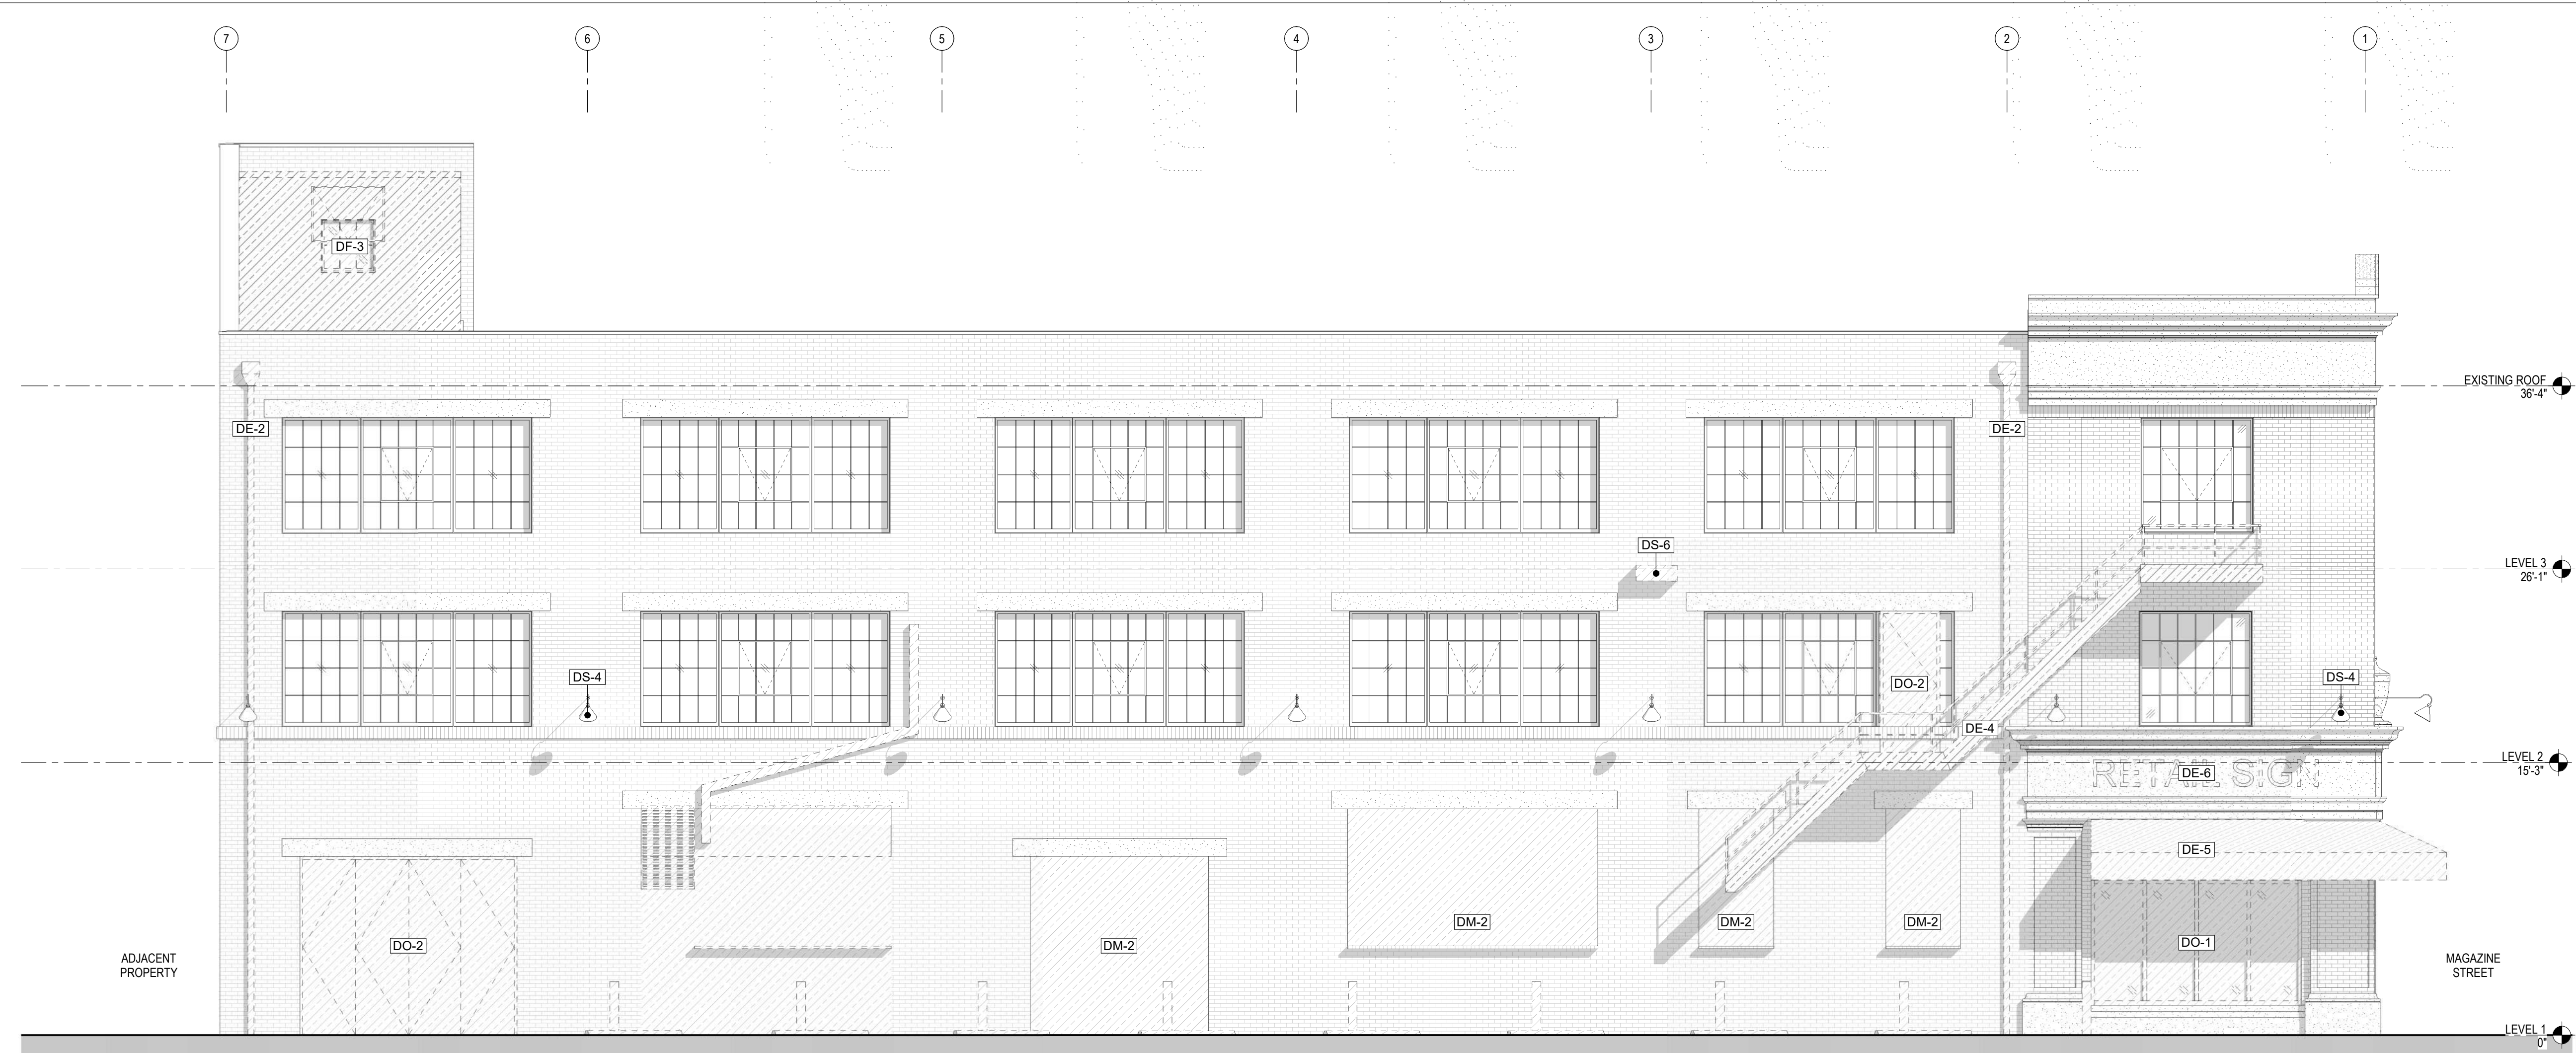 7
6
5
4
3
2
1
DF-3
EXISTING ROOF
36'-4"
DE-2
DE-2
DS-6
LEVEL 3
26'-1"
DS-4
DO-2
DS-4
DE-4
LEVEL 2
15'-3"
RETAIL SIGN
DE-6
DE-5
DM-2
DM-2
DM-2
DO-2
DM-2
DO-1
ADJACENT
PROPERTY
MAGAZINE
STREET
LEVEL 1
0"